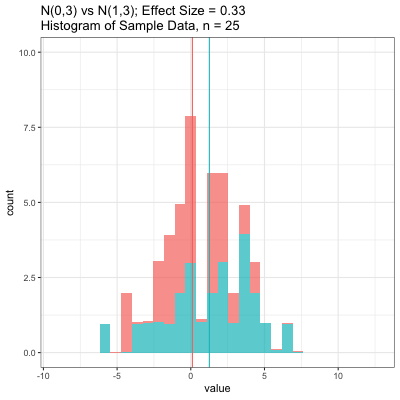 N(0,3) vs N(1,3); Effect Size = 0.33
Histogram of Sample Data, n = 25
10.0
7.5
5.0
2.5
0.0
count
-10
-5
0
5
10
value